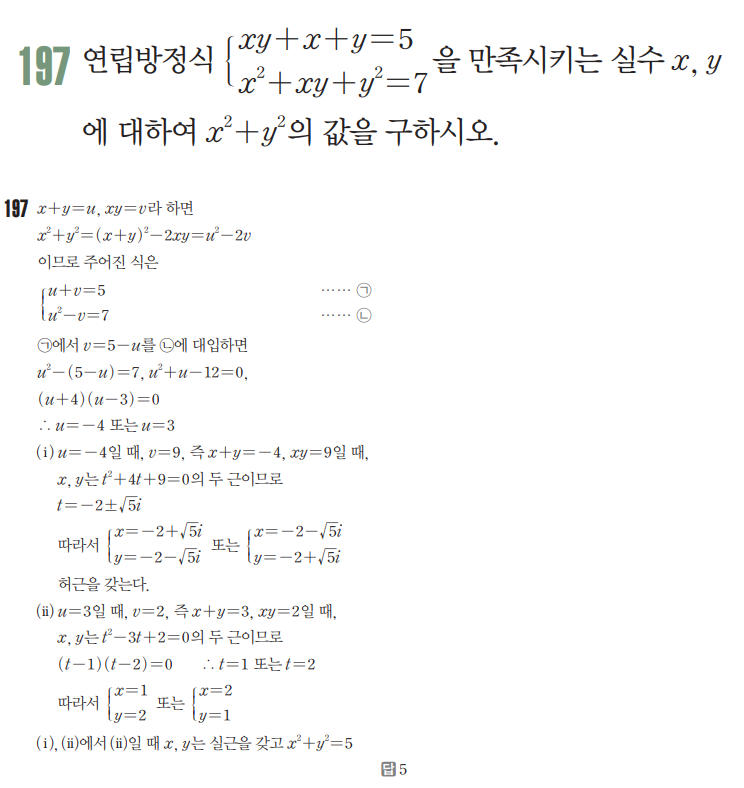 197 연립방정식 { xy+x+y=5
x²+xy+y²=7 을 만족시키는 실수 x, y
에 대하여 x²+y²의 값을 구하시오.
197 x+y=u, xy=v라 하면
x²+y²=(x+y)²-2xy=u²-2v
이므로 주어진 식은
{ u+v=5 …… ㉠
u²-v=7 …… ㉡
㉠에서 v=5-u를 ㉡에 대입하면
u²-(5-u)=7, u²+u-12=0,
(u+4)(u-3)=0
∴ u=-4 또는 u=3
(ⅰ) u=-4일 때, v=9, 즉 x+y=-4, xy=9일 때,
x, y는 t²+4t+9=0의 두 근이므로
t=-2±√5i
따라서 { x=-2+√5i
y=-2-√5i 또는 { x=-2-√5i
y=-2+√5i
허근을 갖는다.
(ⅱ) u=3일 때, v=2, 즉 x+y=3, xy=2일 때,
x, y는 t²-3t+2=0의 두 근이므로
(t-1)(t-2)=0 ∴ t=1 또는 t=2
따라서 { x=1
y=2 또는 { x=2
y=1
(ⅰ), (ⅱ)에서 (ⅱ)일 때 x, y는 실근을 갖고 x²+y²=5
답 5